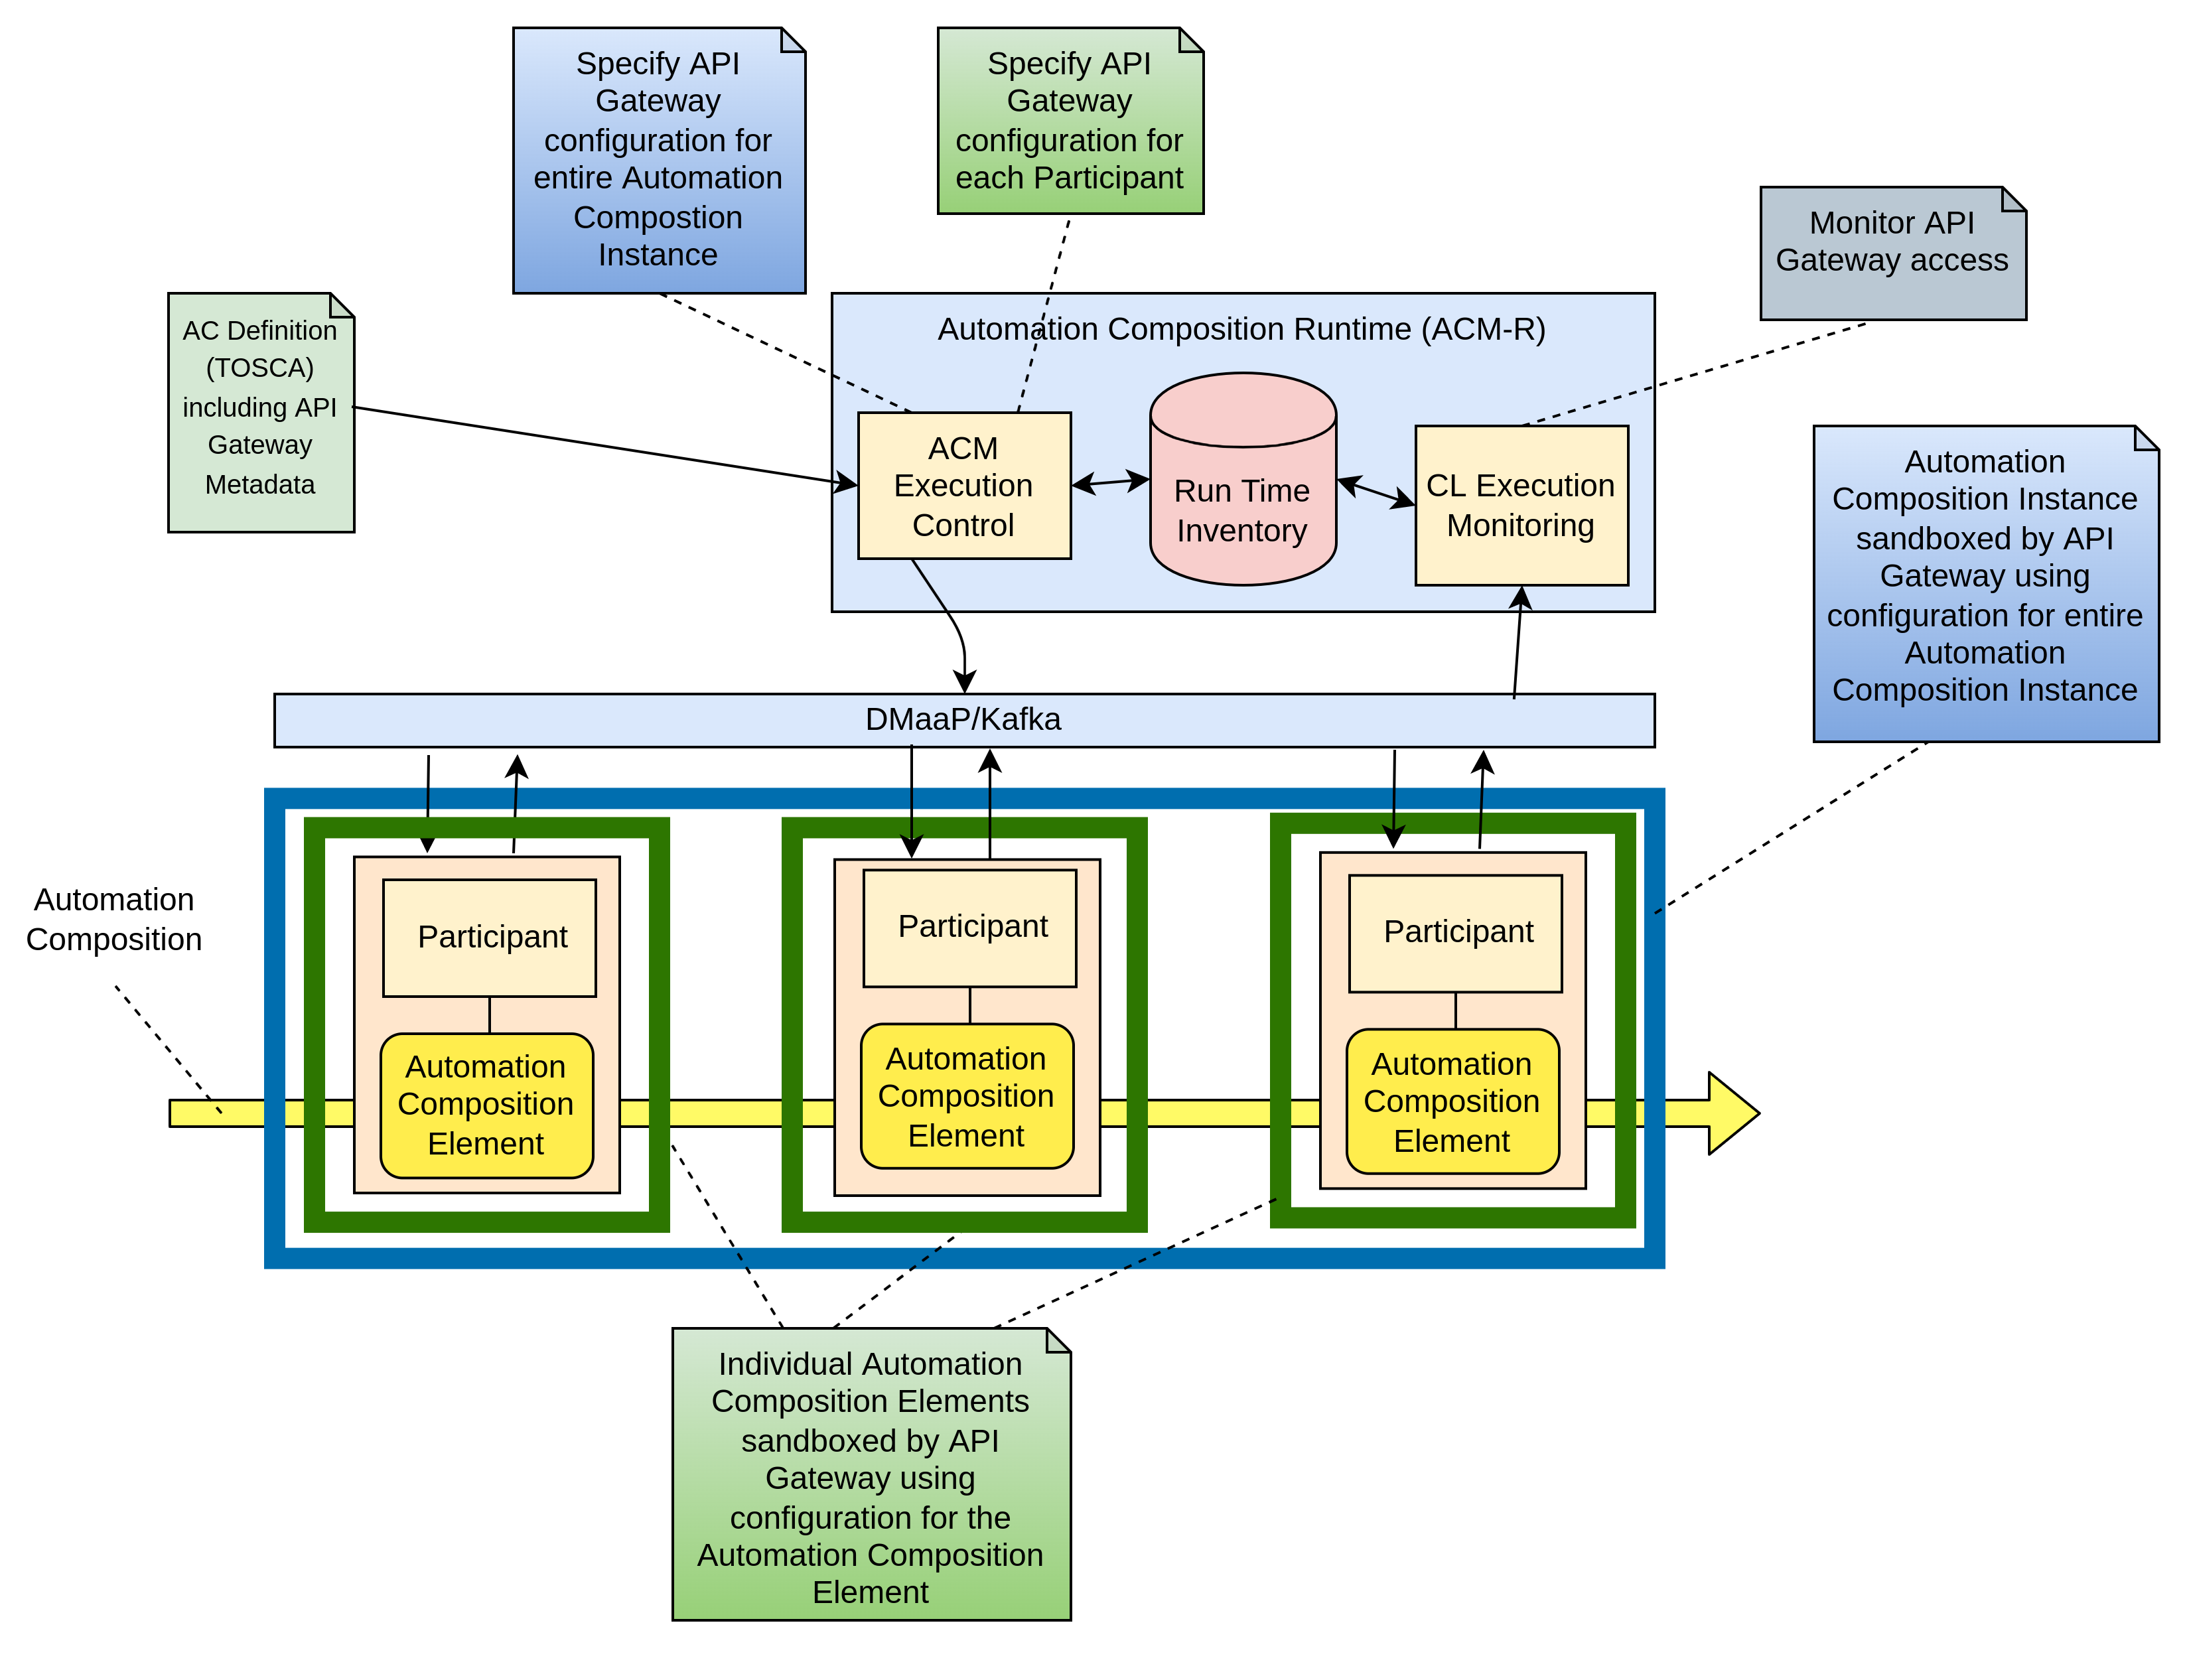 Specify API
Gateway
configuration for
entire Automation
Compostion
Instance
Specify API
Gateway
configuration for
each Participant
Monitor API
Gateway access
AC Definition
(TOSCA)
including API
Gateway
Metadata
Automation Composition Runtime (ACM-R)
ACM
Execution
Control
Run Time
Inventory
CL Execution
Monitoring
Automation
Composition Instance
sandboxed by API
Gateway using
configuration for entire
Automation
Composition Instance
DMaaP/Kafka
Automation
Composition
Participant
Participant
Participant
Automation
Composition
Element
Automation
Composition
Element
Automation
Composition
Element
Individual Automation
Composition Elements
sandboxed by API
Gateway using
configuration for the
Automation Composition
Element